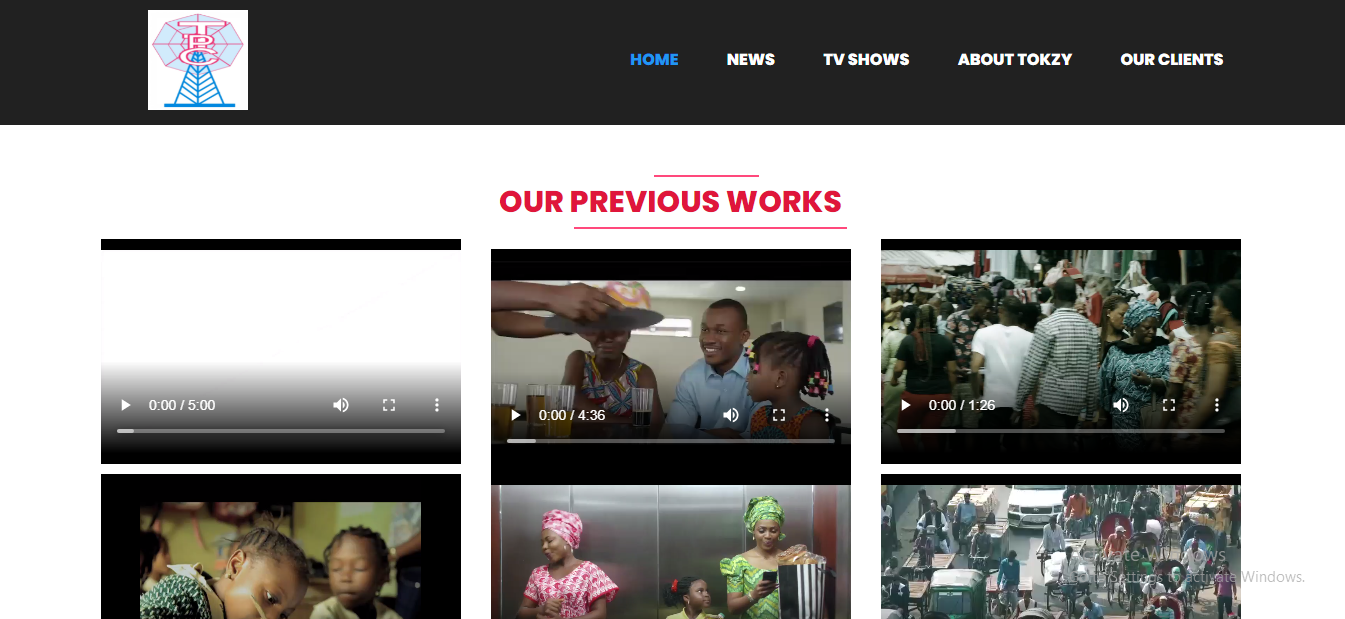 TBC
HOME NEWS TV SHOWS ABOUT TOKZY OUR CLIENTS
OUR PREVIOUS WORKS
0:00 / 5:00
0:00 / 4:36
0:00 / 1:26
Activate Windows
Go to Settings to activate Windows.